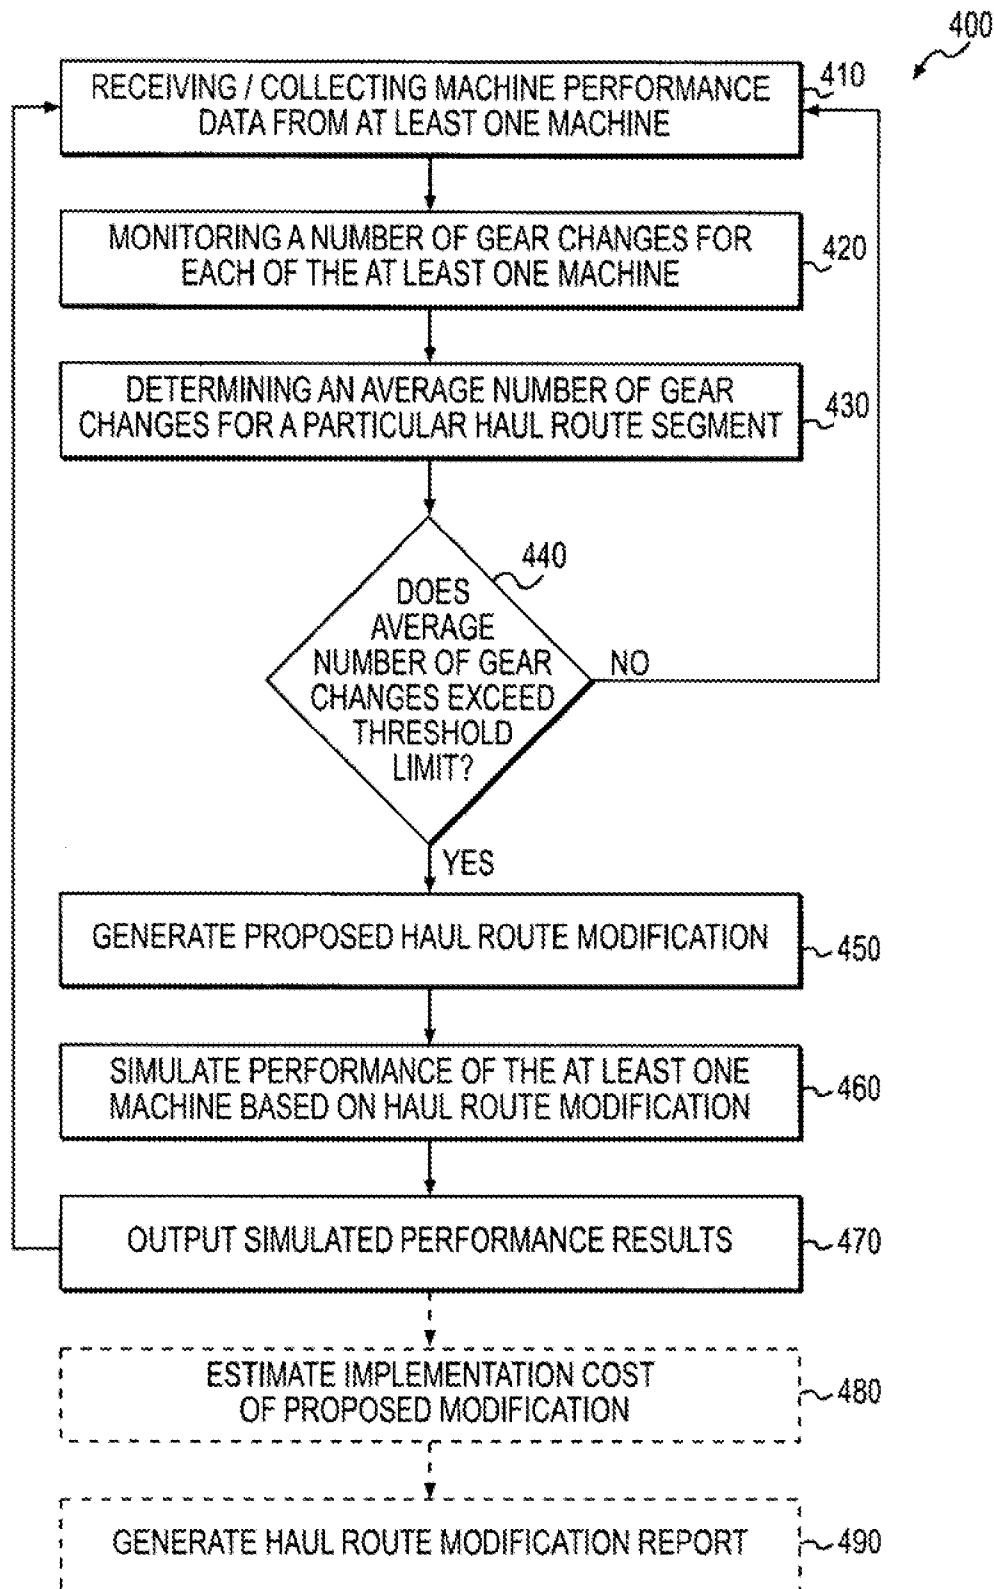 400
RECEIVING / COLLECTING MACHINE PERFORMANCE
DATA FROM AT LEAST ONE MACHINE
410
MONITORING A NUMBER OF GEAR CHANGES FOR
EACH OF THE AT LEAST ONE MACHINE
420
DETERMINING AN AVERAGE NUMBER OF GEAR
CHANGES FOR A PARTICULAR HAUL ROUTE SEGMENT
430
440
DOES
AVERAGE
NUMBER OF GEAR
CHANGES EXCEED
THRESHOLD
LIMIT?
NO
YES
GENERATE PROPOSED HAUL ROUTE MODIFICATION
450
SIMULATE PERFORMANCE OF THE AT LEAST ONE
MACHINE BASED ON HAUL ROUTE MODIFICATION
460
OUTPUT SIMULATED PERFORMANCE RESULTS
470
ESTIMATE IMPLEMENTATION COST
OF PROPOSED MODIFICATION
480
GENERATE HAUL ROUTE MODIFICATION REPORT
490